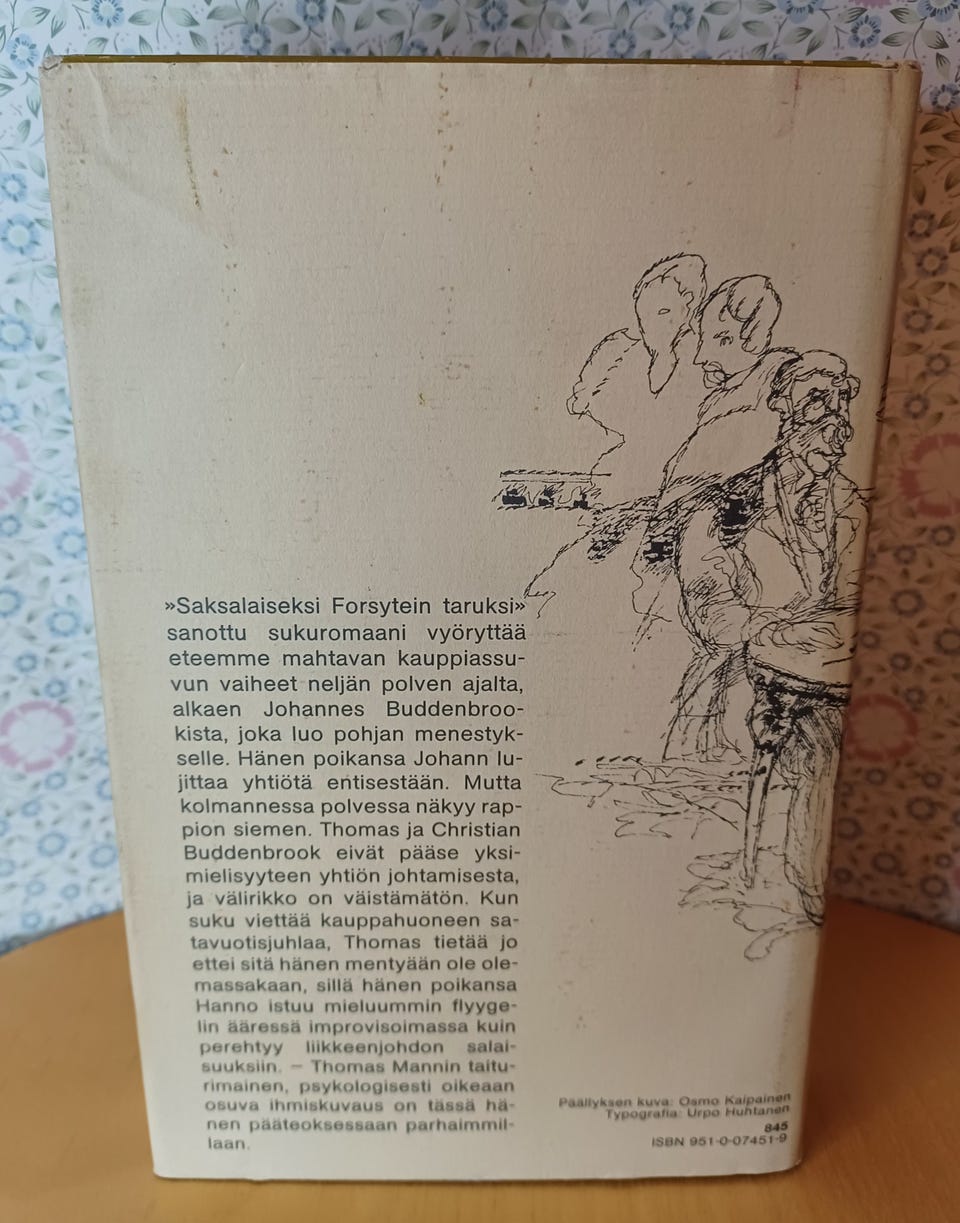 »Saksalaiseksi Forsytein taruksi»
sanottu sukuromaani vyöryttää
eteemme mahtavan kauppiassu-
vun vaiheet neljän polven ajalta,
alkaen Johannes Buddenbroo-
kista, joka luo pohjan menestyk-
selle. Hänen poikansa Johann lu-
jittaa yhtiötä entisestään. Mutta
kolmannessa polvessa näkyy rap-
pion siemen. Thomas ja Christian
Buddenbrook eivät pääse yksi-
mielisyyteen yhtiön johtamisesta,
ja välirikko on väistämätön. Kun
suku viettää kauppahuoneen sa-
tavuotisjuhlaa, Thomas tietää jo
ettei sitä hänen mentyään ole ole-
massakaan, sillä hänen poikansa
Hanno istuu mieluummin flyyge-
lin ääressä improvisoimassa kuin
perehtyy liikkeenjohdon salai-
suuksiin. — Thomas Mannin taitu-
rimainen, psykologisesti oikeaan
osuva ihmiskuvaus on tässä hä-
nen pääteoksessaan parhaimmil-
laan.
Päällyksen kuva: Osmo Kaipainen
Typografia: Urpo Huhtanen
845
ISBN 951-0-07451-9